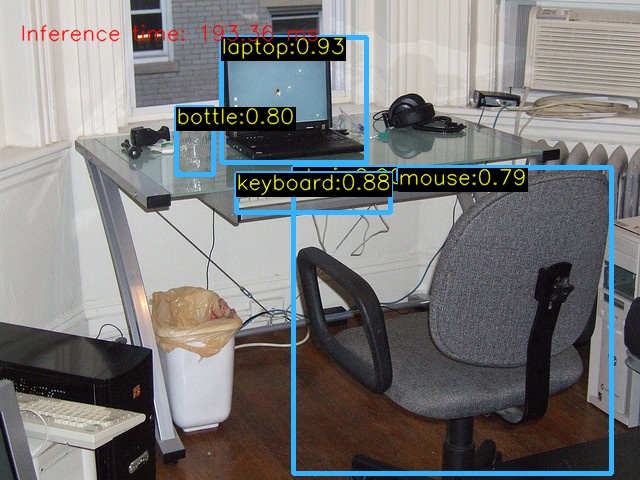 Inference time: 193.36 ms
laptop:0.93
bottle:0.80
keyboard:0.88
mouse:0.79